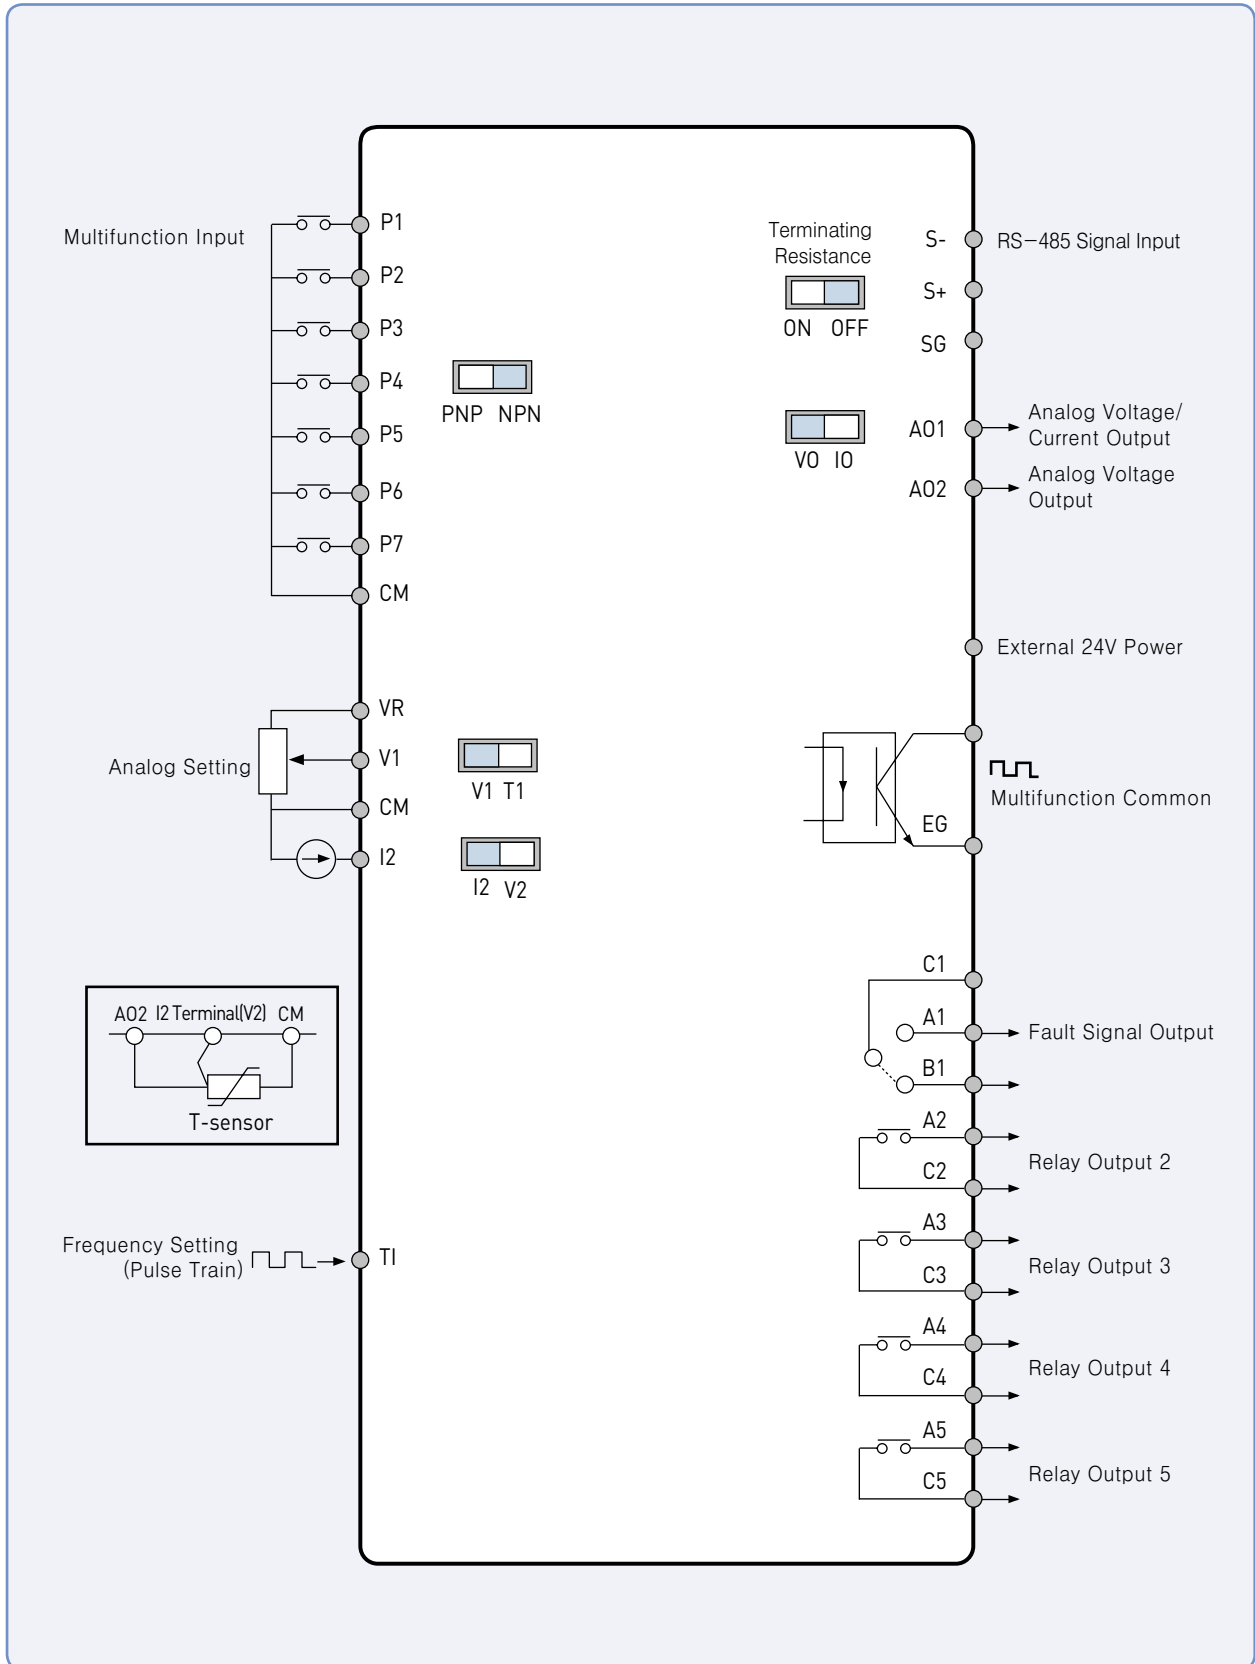 Multifunction Input
P1
P2
P3
P4
P5
P6
P7
CM
PNP NPN
Terminating
Resistance
ON OFF
VO IO
S-
RS-485 Signal Input
S+
SG
AO1
Analog Voltage/
Current Output
AO2
Analog Voltage
Output
External 24V Power
Analog Setting
VR
V1
CM
I2
V1 T1
I2 V2
Multifunction Common
EG
AO2 I2 Terminal(V2) CM
T-sensor
Frequency Setting
(Pulse Train)
TI
C1
A1
Fault Signal Output
B1
A2
Relay Output 2
C2
A3
Relay Output 3
C3
A4
Relay Output 4
C4
A5
Relay Output 5
C5